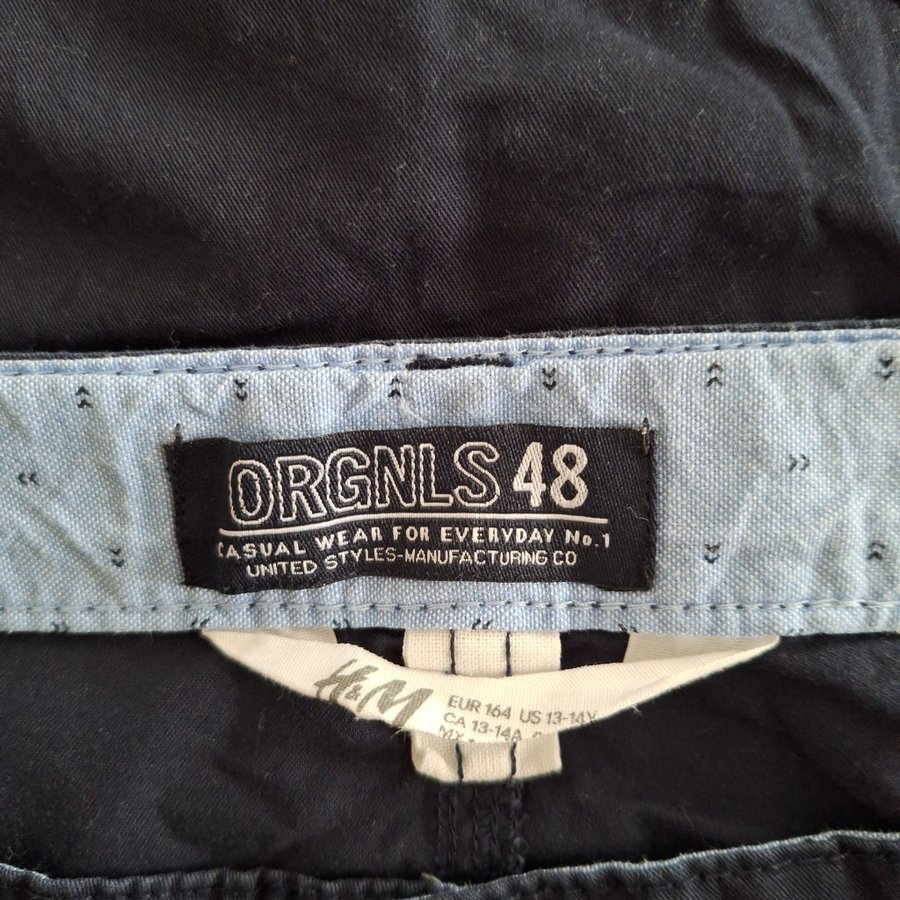 ORGNLS 48
CASUAL WEAR FOR EVERYDAY No.1
UNITED STYLES-MANUFACTURING CO
H&M
EUR 164 US 13-14Y
CA 13-14A